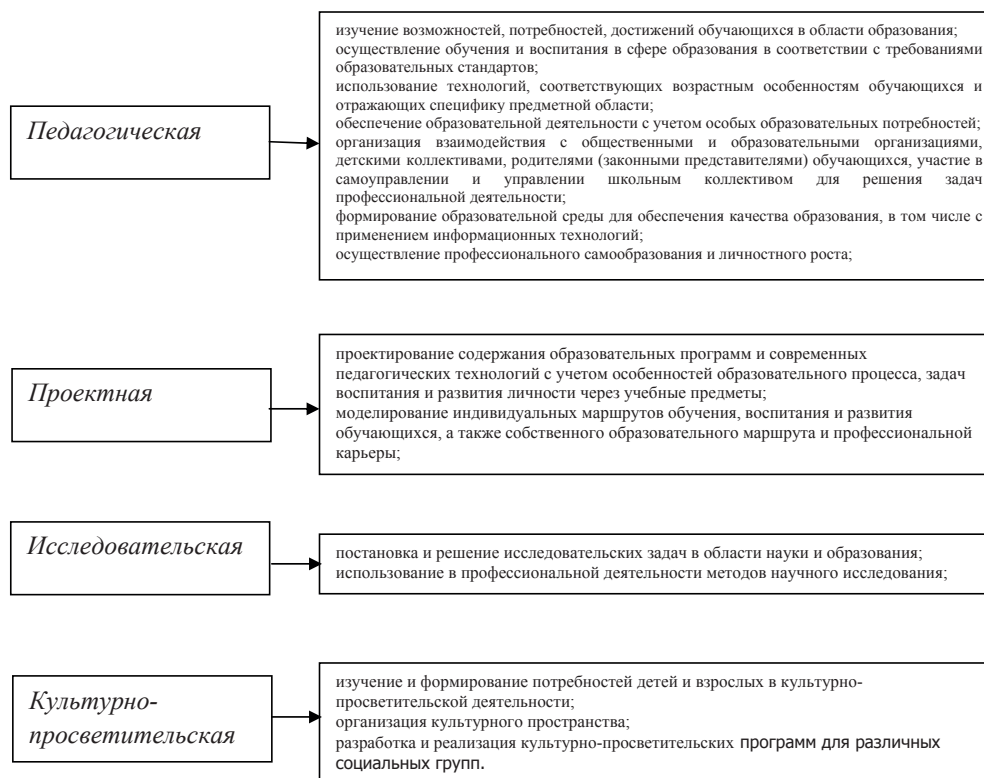 Педагогическая
изучение возможностей, потребностей, достижений обучающихся в области образования;
осуществление обучения и воспитания в сфере образования в соответствии с требованиями
образовательных стандартов;
использование технологий, соответствующих возрастным особенностям обучающихся и
отражающих специфику предметной области;
обеспечение образовательной деятельности с учетом особых образовательных потребностей;
организация взаимодействия с общественными и образовательными организациями,
детскими коллективами, родителями (законными представителями) обучающихся, участие в
самоуправлении и управлении школьным коллективом для решения задач
профессиональной деятельности;
формирование образовательной среды для обеспечения качества образования, в том числе с
применением информационных технологий;
осуществление профессионального самообразования и личностного роста;
Проектная
проектирование содержания образовательных программ и современных
педагогических технологий с учетом особенностей образовательного процесса, задач
воспитания и развития личности через учебные предметы;
моделирование индивидуальных маршрутов обучения, воспитания и развития
обучающихся, а также собственного образовательного маршрута и профессиональной
карьеры;
Исследовательская
постановка и решение исследовательских задач в области науки и образования;
использование в профессиональной деятельности методов научного исследования;
Культурно-
просветительская
изучение и формирование потребностей детей и взрослых в культурно-
просветительской деятельности;
организация культурного пространства;
разработка и реализация культурно-просветительских программ для различных
социальных групп.